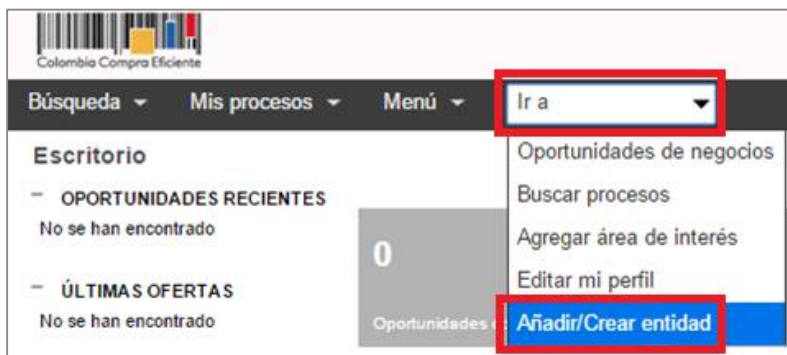 Colombia Compra Eficiente
Búsqueda Mis procesos Menú Ir a
Escritorio
OPORTUNIDADES RECIENTES
No se han encontrado
ÚLTIMAS OFERTAS
No se han encontrado
0
Oportunidades
Oportunidades de negocios
Buscar procesos
Agregar área de interés
Editar mi perfil
Añadir/Crear entidad